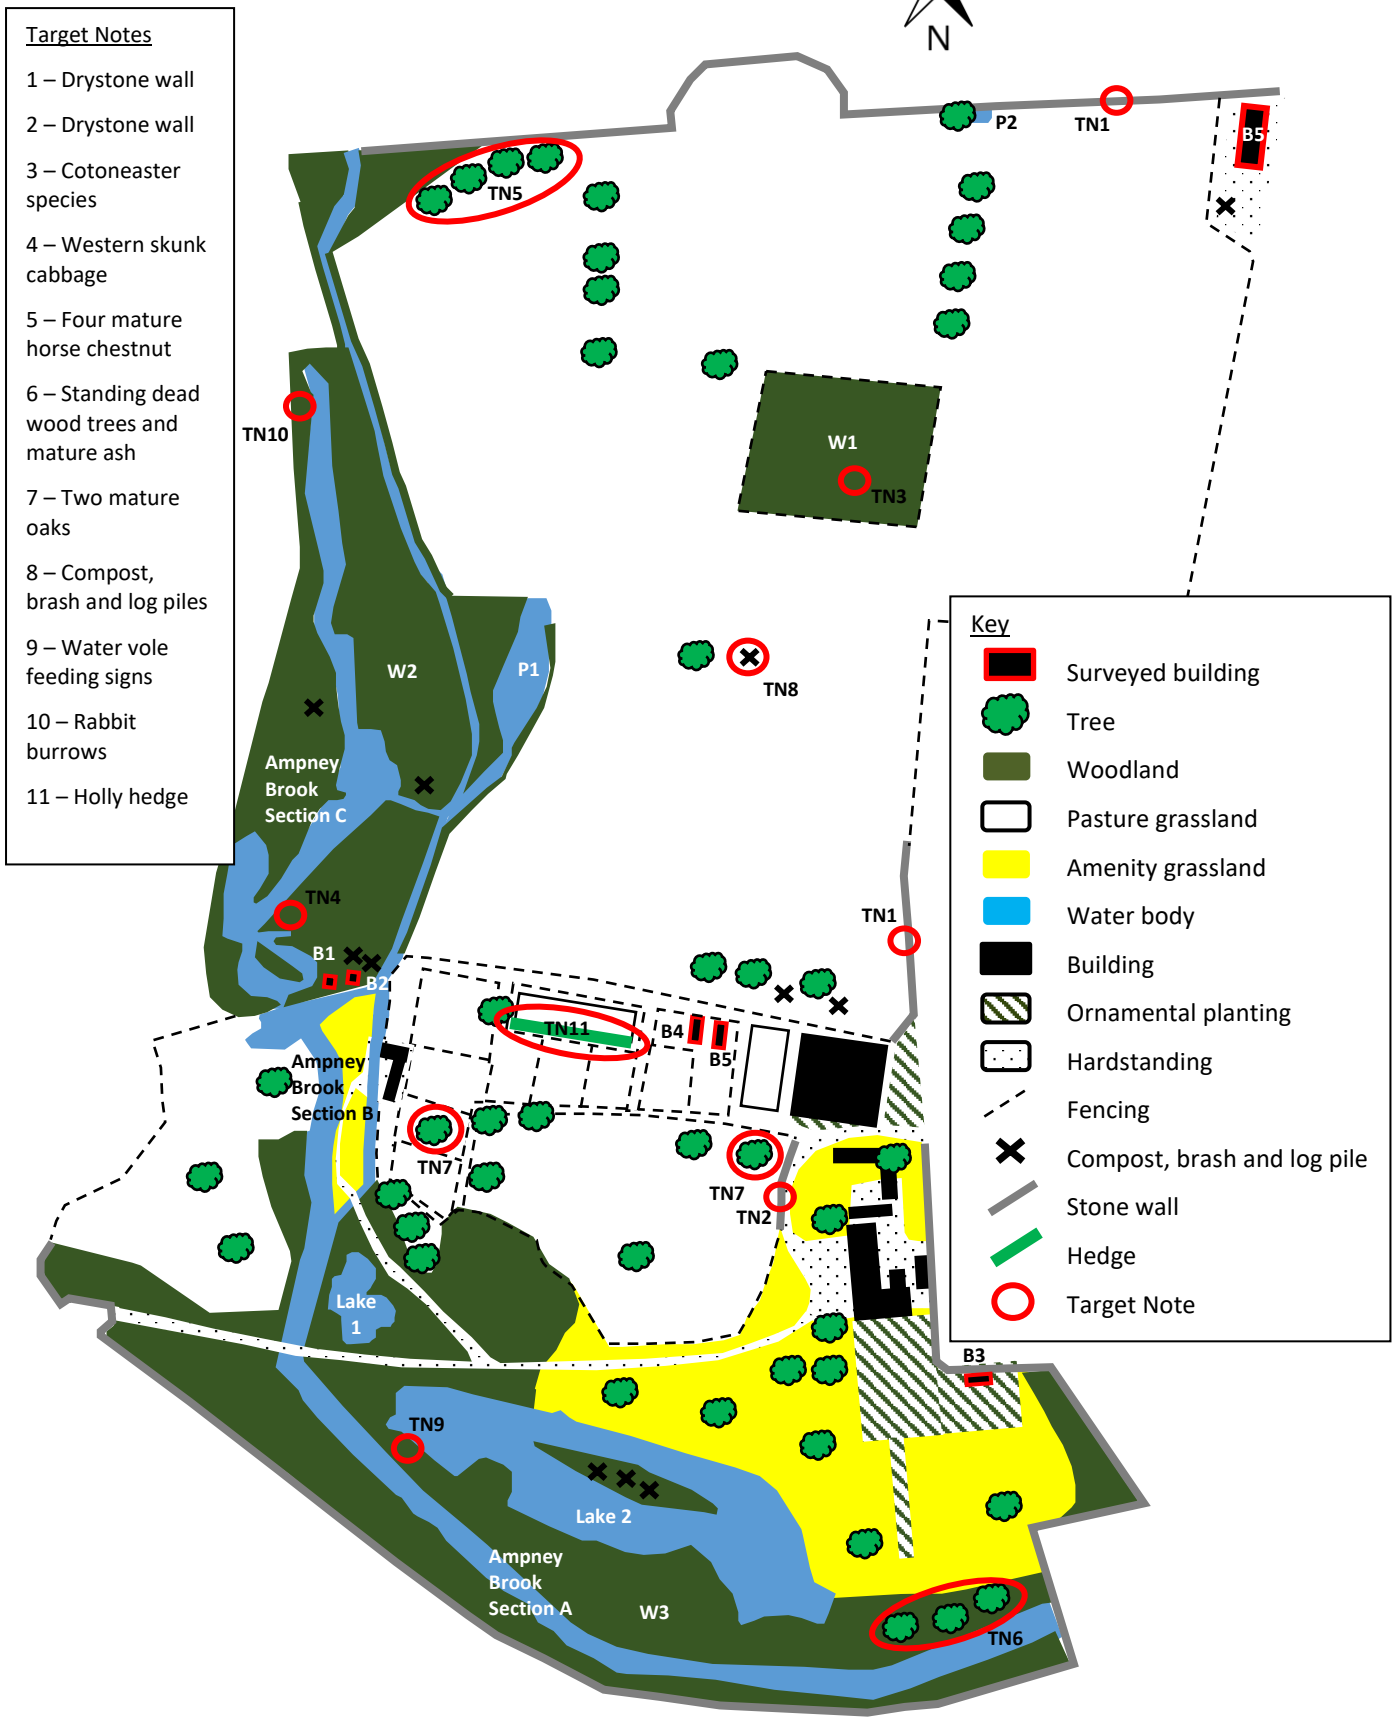 N
Target Notes
1 – Drystone wall
2 – Drystone wall
3 – Cotoneaster
species
4 – Western skunk
cabbage
5 – Four mature
horse chestnut
6 – Standing dead
wood trees and
mature ash
7 – Two mature
oaks
8 – Compost,
brash and log piles
9 – Water vole
feeding signs
10 – Rabbit
burrows
11 – Holly hedge
P2
TN1
B5
TN5
TN10
W1
TN3
W2
P1
TN8
Ampney
Brook
Section C
TN4
TN1
B1
B2
TN11
B4
B5
Ampney
Brook
Section B
TN7
TN7
TN2
Lake
1
B3
TN9
Lake 2
Ampney
Brook
Section A
W3
TN6
Key
Surveyed building
Tree
Woodland
Pasture grassland
Amenity grassland
Water body
Building
Ornamental planting
Hardstanding
Fencing
Compost, brash and log pile
Stone wall
Hedge
Target Note